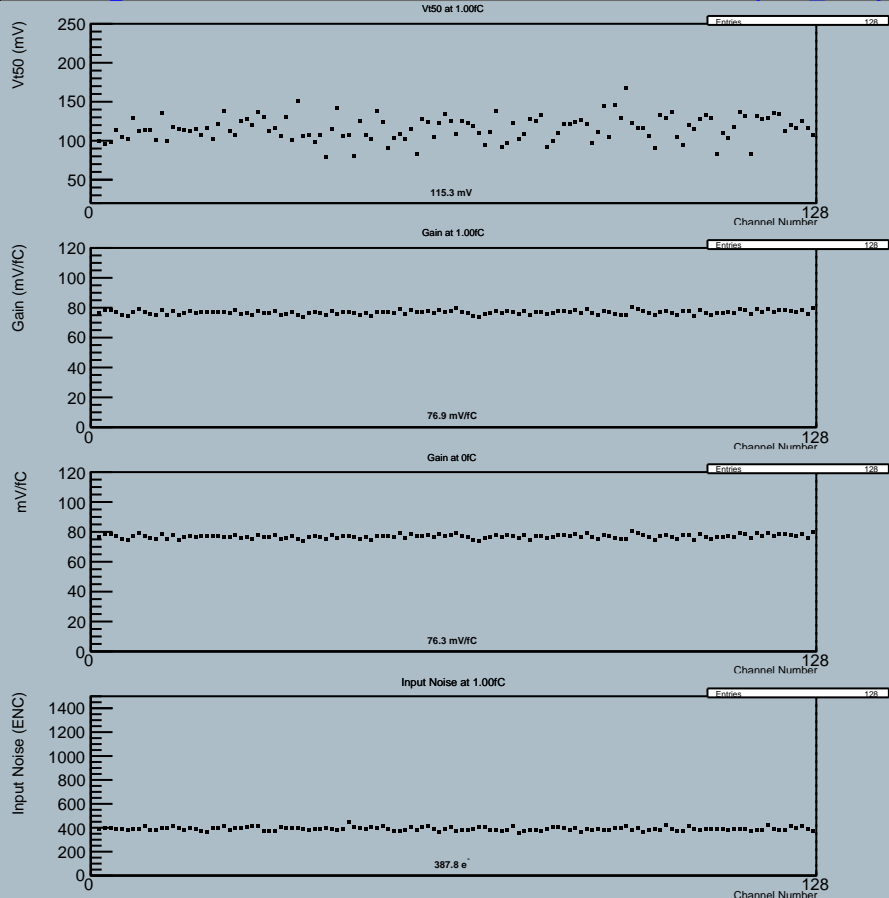 Vt50 at 1.00fC
Entries 128
Vt50 (mV)
250
200
150
100
50
115.3 mV
0
128
Channel Number
Gain at 1.00fC
Entries 128
Gain (mV/fC)
120
100
80
60
40
20
0
76.9 mV/fC
0
128
Channel Number
Gain at 0fC
Entries 128
mV/fC
120
100
80
60
40
20
0
76.3 mV/fC
0
128
Channel Number
Input Noise at 1.00fC
Entries 128
Input Noise (ENC)
1400
1200
1000
800
600
400
200
0
387.8 e⁻
0
128
Channel Number